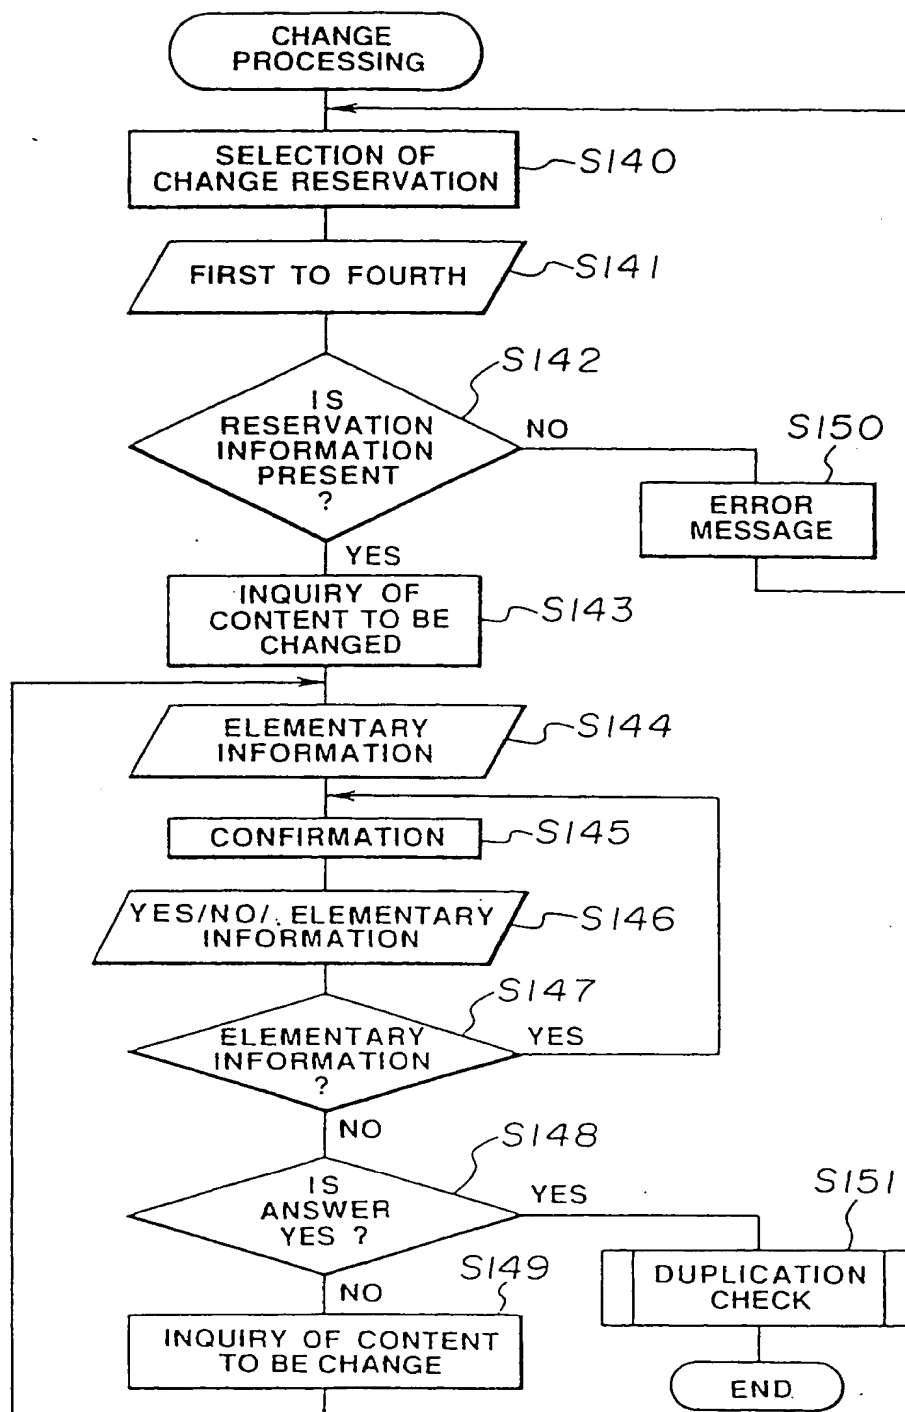 CHANGE
PROCESSING
SELECTION OF
CHANGE RESERVATION
S140
FIRST TO FOURTH
S141
S142
IS
RESERVATION
INFORMATION
PRESENT
?
NO
S150
ERROR
MESSAGE
YES
INQUIRY OF
CONTENT TO BE
CHANGED
S143
ELEMENTARY
INFORMATION
S144
CONFIRMATION
S145
YES/NO/ ELEMENTARY
INFORMATION
S146
S147
ELEMENTARY
INFORMATION
?
YES
NO
S148
IS
ANSWER
YES ?
YES
S151
DUPLICATION
CHECK
NO
S149
INQUIRY OF CONTENT
TO BE CHANGE
END